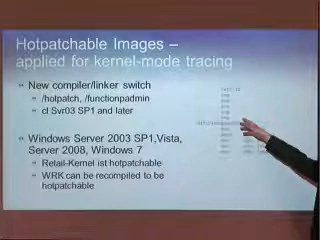 Hotpatchable Images –
applied for kernel-mode tracing
New compiler/linker switch
/hotpatch, /functionpadmin
cl Svr03 SP1 and later
Windows Server 2003 SP1,Vista,
Server 2008, Windows 7
Retail-Kernel ist hotpatchable
WRK can be recompiled to be
hotpatchable